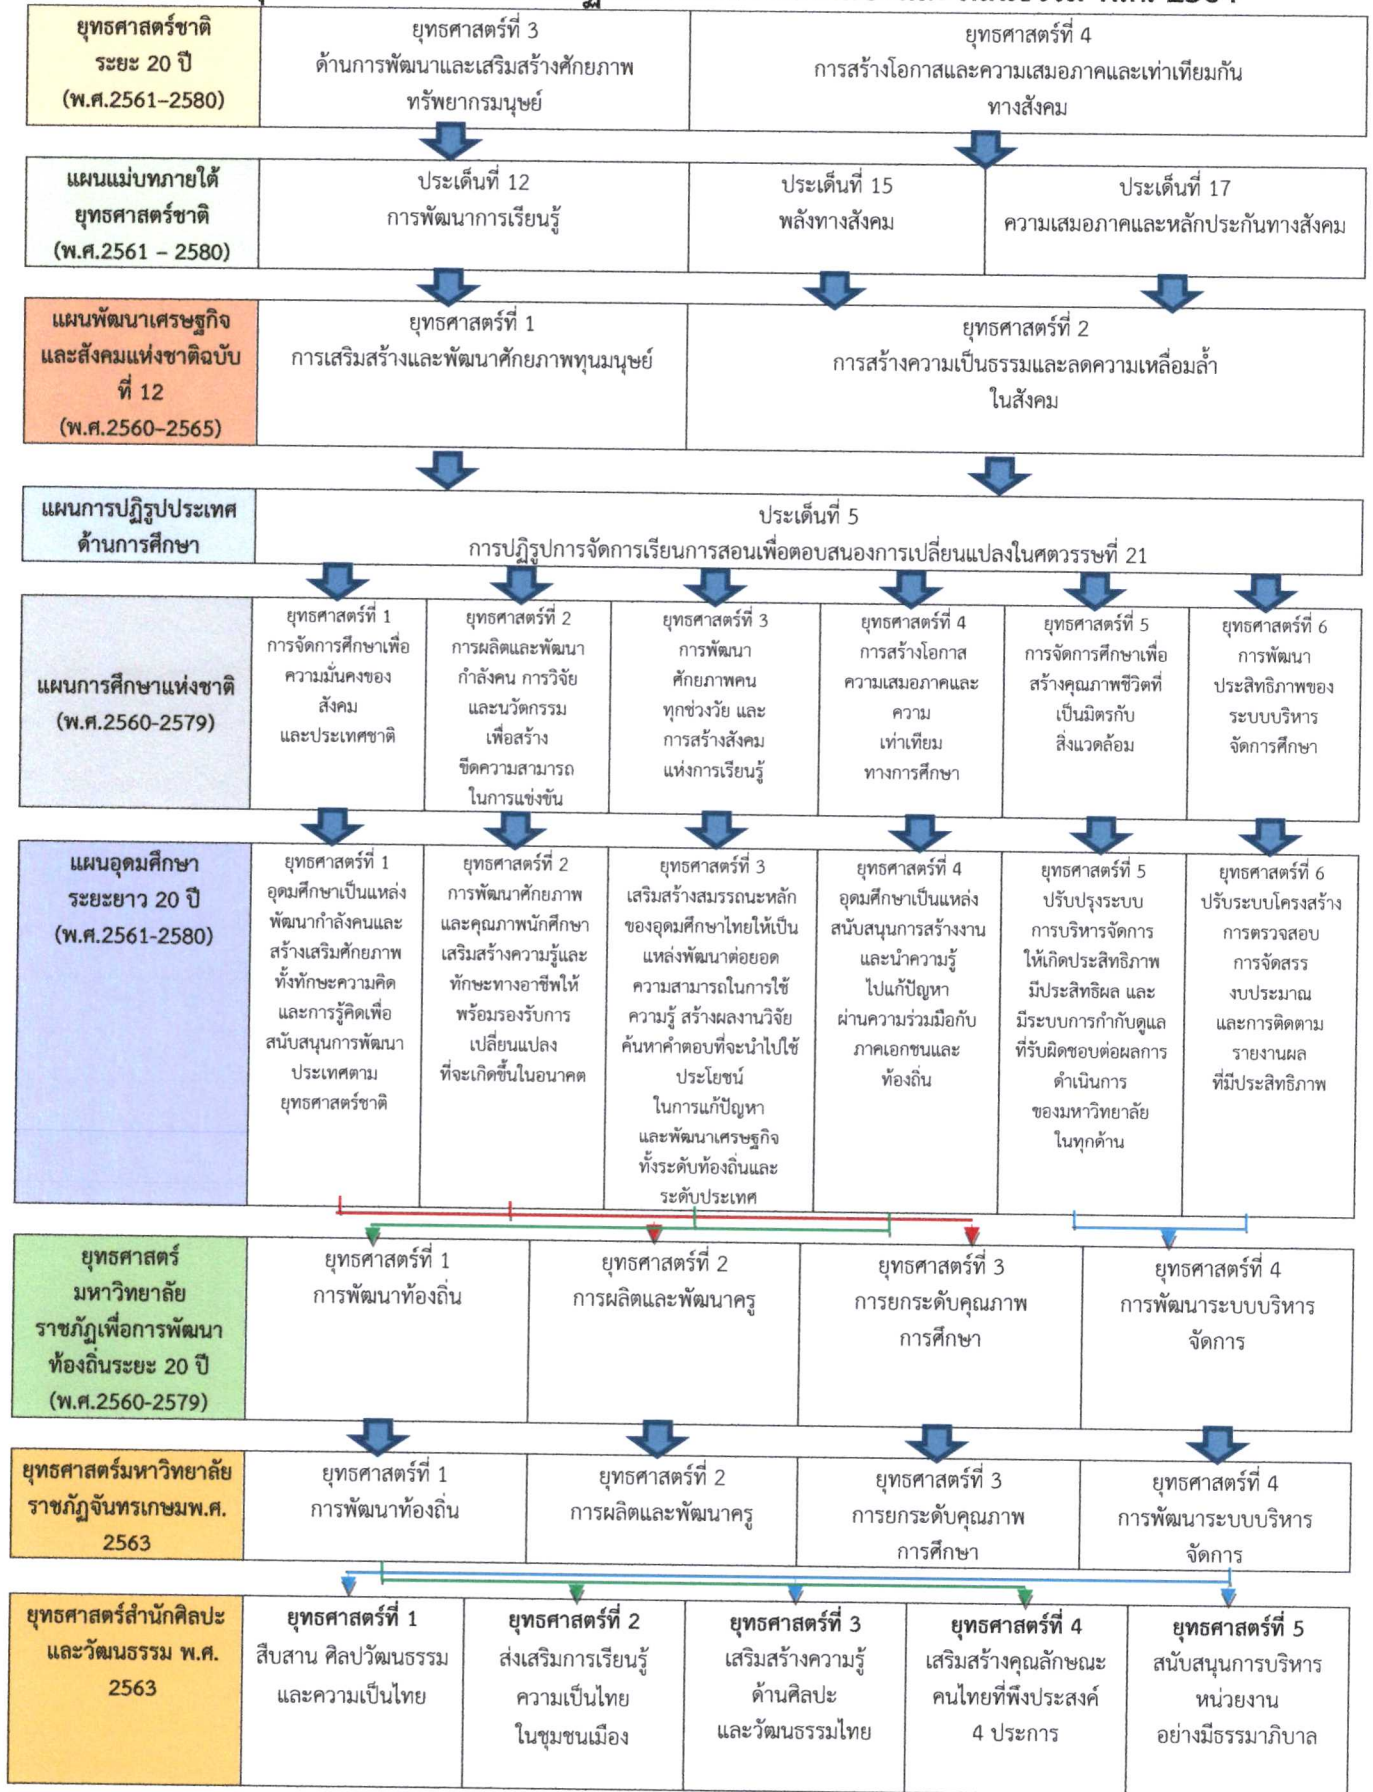 ยุทธศาสตร์ชาติ
ระยะ 20 ปี
(พ.ศ.2561–2580)
ยุทธศาสตร์ที่ 3
ด้านการพัฒนาและเสริมสร้างศักยภาพ
ทรัพยากรมนุษย์
ยุทธศาสตร์ที่ 4
การสร้างโอกาสและความเสมอภาคและเท่าเทียมกัน
ทางสังคม
แผนแม่บทภายใต้
ยุทธศาสตร์ชาติ
(พ.ศ.2561 – 2580)
ประเด็นที่ 12
การพัฒนาการเรียนรู้
ประเด็นที่ 15
พลังทางสังคม
ประเด็นที่ 17
ความเสมอภาคและหลักประกันทางสังคม
แผนพัฒนาเศรษฐกิจ
และสังคมแห่งชาติฉบับ
ที่ 12
(พ.ศ.2560–2565)
ยุทธศาสตร์ที่ 1
การเสริมสร้างและพัฒนาศักยภาพทุนมนุษย์
ยุทธศาสตร์ที่ 2
การสร้างความเป็นธรรมและลดความเหลื่อมล้ำ
ในสังคม
แผนการปฏิรูปประเทศ
ด้านการศึกษา
ประเด็นที่ 5
การปฏิรูปการจัดการเรียนการสอนเพื่อตอบสนองการเปลี่ยนแปลงในศตวรรษที่ 21
แผนการศึกษาแห่งชาติ
(พ.ศ.2560-2579)
ยุทธศาสตร์ที่ 1
การจัดการศึกษาเพื่อ
ความมั่นคงของ
สังคม
และประเทศชาติ
ยุทธศาสตร์ที่ 2
การผลิตและพัฒนา
กำลังคน การวิจัย
และนวัตกรรม
เพื่อสร้าง
ขีดความสามารถ
ในการแข่งขัน
ยุทธศาสตร์ที่ 3
การพัฒนา
ศักยภาพคน
ทุกช่วงวัย และ
การสร้างสังคม
แห่งการเรียนรู้
ยุทธศาสตร์ที่ 4
การสร้างโอกาส
ความเสมอภาคและ
ความ
เท่าเทียม
ทางการศึกษา
ยุทธศาสตร์ที่ 5
การจัดการศึกษาเพื่อ
สร้างคุณภาพชีวิตที่
เป็นมิตรกับ
สิ่งแวดล้อม
ยุทธศาสตร์ที่ 6
การพัฒนา
ประสิทธิภาพของ
ระบบบริหาร
จัดการศึกษา
แผนอุดมศึกษา
ระยะยาว 20 ปี
(พ.ศ.2561-2580)
ยุทธศาสตร์ที่ 1
อุดมศึกษาเป็นแหล่ง
พัฒนากำลังคนและ
สร้างเสริมศักยภาพ
ทั้งทักษะความคิด
และการรู้คิดเพื่อ
สนับสนุนการพัฒนา
ประเทศตาม
ยุทธศาสตร์ชาติ
ยุทธศาสตร์ที่ 2
การพัฒนาศักยภาพ
และคุณภาพนักศึกษา
เสริมสร้างความรู้และ
ทักษะทางอาชีพให้
พร้อมรองรับการ
เปลี่ยนแปลง
ที่จะเกิดขึ้นในอนาคต
ยุทธศาสตร์ที่ 3
เสริมสร้างสมรรถนะหลัก
ของอุดมศึกษาไทยให้เป็น
แหล่งพัฒนาต่อยอด
ความสามารถในการใช้
ความรู้ สร้างผลงานวิจัย
ค้นหาคำตอบที่จะนำไปใช้
ประโยชน์
ในการแก้ปัญหา
และพัฒนาเศรษฐกิจ
ทั้งระดับท้องถิ่นและ
ระดับประเทศ
ยุทธศาสตร์ที่ 4
อุดมศึกษาเป็นแหล่ง
สนับสนุนการสร้างงาน
และนำความรู้
ไปแก้ปัญหา
ผ่านความร่วมมือกับ
ภาคเอกชนและ
ท้องถิ่น
ยุทธศาสตร์ที่ 5
ปรับปรุงระบบ
การบริหารจัดการ
ให้เกิดประสิทธิภาพ
มีประสิทธิผล และ
มีระบบการกำกับดูแล
ที่รับผิดชอบต่อผลการ
ดำเนินการ
ของมหาวิทยาลัย
ในทุกด้าน
ยุทธศาสตร์ที่ 6
ปรับระบบโครงสร้าง
การตรวจสอบ
การจัดสรร
งบประมาณ
และการติดตาม
รายงานผล
ที่มีประสิทธิภาพ
ยุทธศาสตร์
มหาวิทยาลัย
ราชภัฏเพื่อการพัฒนา
ท้องถิ่นระยะ 20 ปี
(พ.ศ.2560-2579)
ยุทธศาสตร์ที่ 1
การพัฒนาท้องถิ่น
ยุทธศาสตร์ที่ 2
การผลิตและพัฒนาครู
ยุทธศาสตร์ที่ 3
การยกระดับคุณภาพ
การศึกษา
ยุทธศาสตร์ที่ 4
การพัฒนาระบบบริหาร
จัดการ
ยุทธศาสตร์มหาวิทยาลัย
ราชภัฏจันทรเกษมพ.ศ.
2563
ยุทธศาสตร์ที่ 1
การพัฒนาท้องถิ่น
ยุทธศาสตร์ที่ 2
การผลิตและพัฒนาครู
ยุทธศาสตร์ที่ 3
การยกระดับคุณภาพ
การศึกษา
ยุทธศาสตร์ที่ 4
การพัฒนาระบบบริหาร
จัดการ
ยุทธศาสตร์สำนักศิลปะ
และวัฒนธรรม พ.ศ.
2563
ยุทธศาสตร์ที่ 1
สืบสาน ศิลปวัฒนธรรม
และความเป็นไทย
ยุทธศาสตร์ที่ 2
ส่งเสริมการเรียนรู้
ความเป็นไทย
ในชุมชนเมือง
ยุทธศาสตร์ที่ 3
เสริมสร้างความรู้
ด้านศิลปะ
และวัฒนธรรมไทย
ยุทธศาสตร์ที่ 4
เสริมสร้างคุณลักษณะ
คนไทยที่พึงประสงค์
4 ประการ
ยุทธศาสตร์ที่ 5
สนับสนุนการบริหาร
หน่วยงาน
อย่างมีธรรมาภิบาล